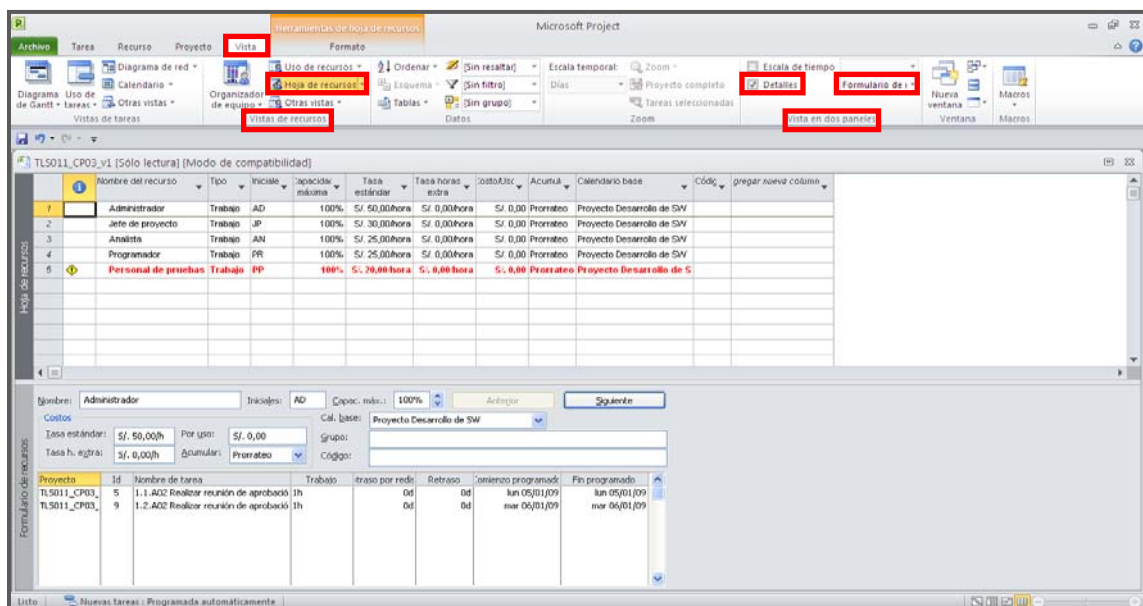 Herramientas de hoja de recursos
Microsoft Project
Archivo Tarea Recurso Proyecto Vista Formato
Diagrama de red
Uso de recursos
Ordenar
[Sin resaltar]
Escala temporal:
Zoom
Escala de tiempo
Calendario
Hoja de recursos
Esquema
[Sin filtro]
Días
Proyecto completo
Detalles
Formulario de
Diagrama de Gantt
Uso de tareas
Otras vistas
Organizador de equipo
Otras vistas
Tablas
[Sin grupo]
Tareas seleccionadas
Nueva ventana
Macros
Vistas de tareas
Vistas de recursos
Datos
Zoom
Vista en dos paneles
Ventana
Macros
TLS011_CP03_v1 [Sólo lectura] [Modo de compatibilidad]
Nombre del recurso Tipo Iniciale máxima Tasa estándar Tasa horas extra Acumul Calendario base Códig
1 Administrador Trabajo AD 100% S/. 50,00/hora S/. 0,00/hora S/. 0,00 Prorrateo Proyecto Desarrollo de SW
2 Jefe de proyecto Trabajo JP 100% S/. 30,00/hora S/. 0,00/hora S/. 0,00 Prorrateo Proyecto Desarrollo de SW
3 Analista Trabajo AN 100% S/. 25,00/hora S/. 0,00/hora S/. 0,00 Prorrateo Proyecto Desarrollo de SW
4 Programador Trabajo PR 100% S/. 25,00/hora S/. 0,00/hora S/. 0,00 Prorrateo Proyecto Desarrollo de SW
5 Personal de pruebas Trabajo PP 100% S/. 20,00/hora S/. 0,00/hora S/. 0,00 Prorrateo Proyecto Desarrollo de S
Hoja de recursos
Nombre: Administrador Iniciales: AD Capac. máx.: 100% Anterior Siguiente
Costos Cal. base: Proyecto Desarrollo de SW
Tasa estándar: S/. 50,00/h Por uso: S/. 0,00 Grupo:
Tasa h. extra: S/. 0,00/h Acumular: Prorrateo Código:
Formulario de recursos
Proyecto Id Nombre de tarea Trabajo Retraso Fin programado
TLS011_CP03_ 5 1.1.A02 Realizar reunión de aprobació 1h 0d 0d lun 05/01/09 lun 05/01/09
TLS011_CP03_ 9 1.2.A02 Realizar reunión de aprobació 1h 0d 0d mar 06/01/09 mar 06/01/09
Listo Nuevas tareas : Programada automáticamente